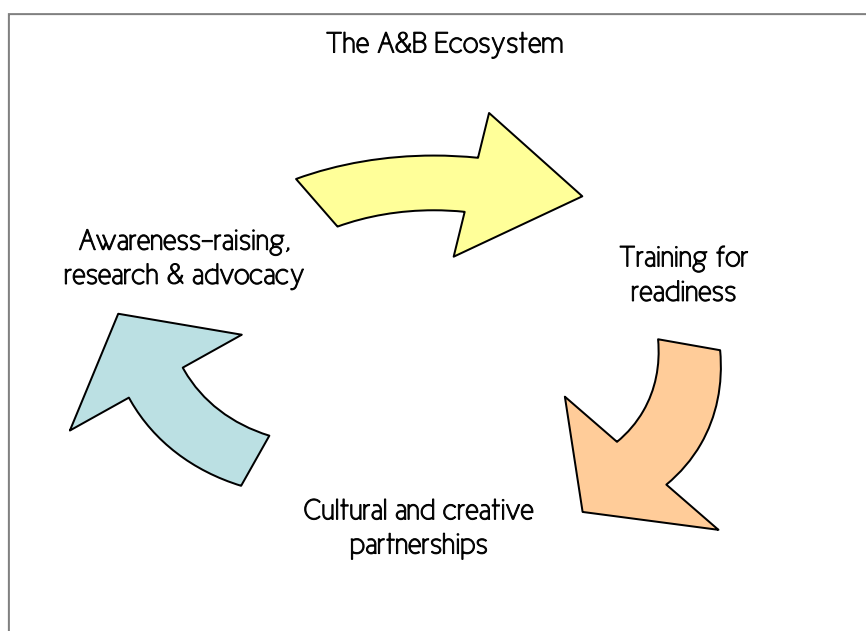 The A&B Ecosystem
Awareness-raising,
research & advocacy
Training for
readiness
Cultural and creative
partnerships